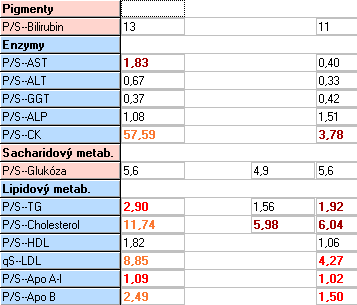 Pigmenty
P/S--Bilirubin 13 11
Enzymy
P/S--AST 1,83 0,40
P/S--ALT 0,67 0,33
P/S--GGT 0,37 0,42
P/S--ALP 1,08 1,51
P/S--CK 57,59 3,78
Sacharidový metab.
P/S--Glukóza 5,6 4,9 5,6
Lipidový metab.
P/S--TG 2,90 1,56 1,92
P/S--Cholesterol 11,74 5,98 6,04
P/S--HDL 1,82 1,06
qS--LDL 8,85 4,27
P/S--Apo A-I 1,09 1,02
P/S--Apo B 2,49 1,50